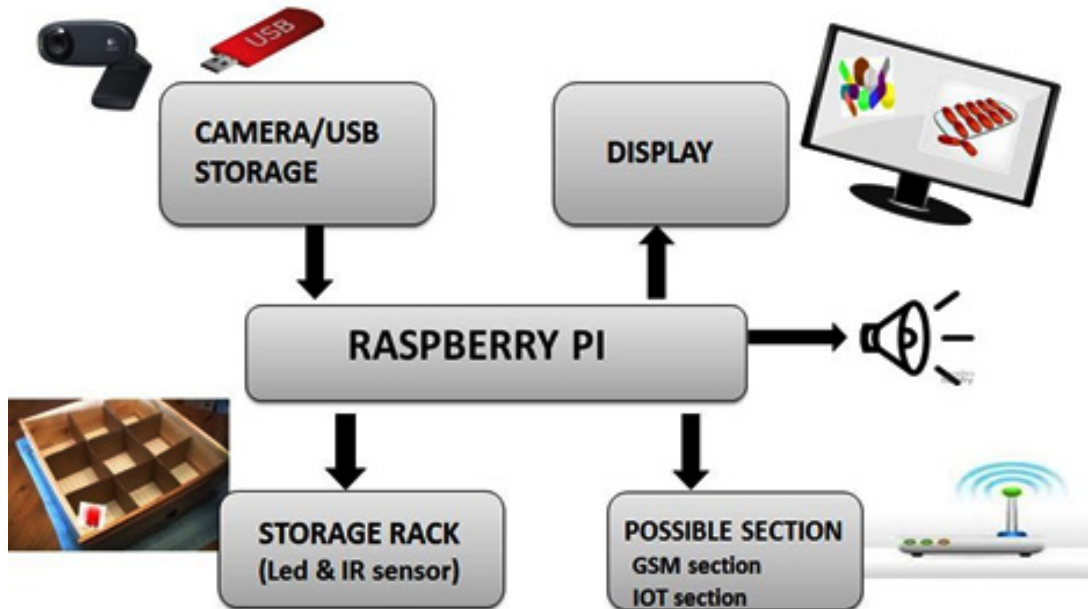 USB
CAMERA/USB
STORAGE
DISPLAY
RASPBERRY PI
STORAGE RACK
(Led & IR sensor)
POSSIBLE SECTION
GSM section
IOT section